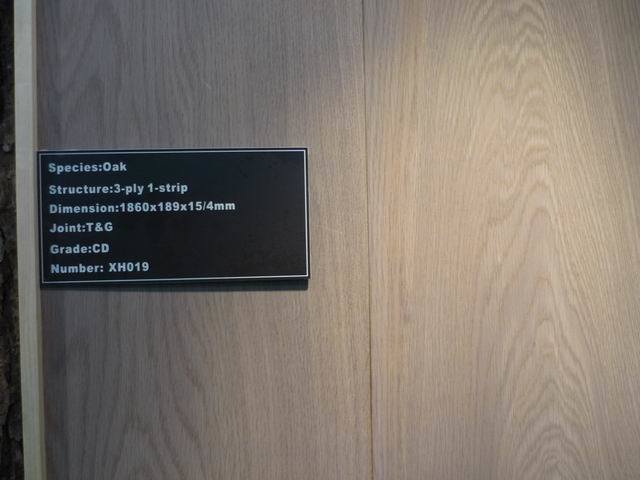 Species:Oak
Structure:3-ply 1-strip
Dimension:1860x189x15/4mm
Joint:T&G
Grade:CD
Number: XH019